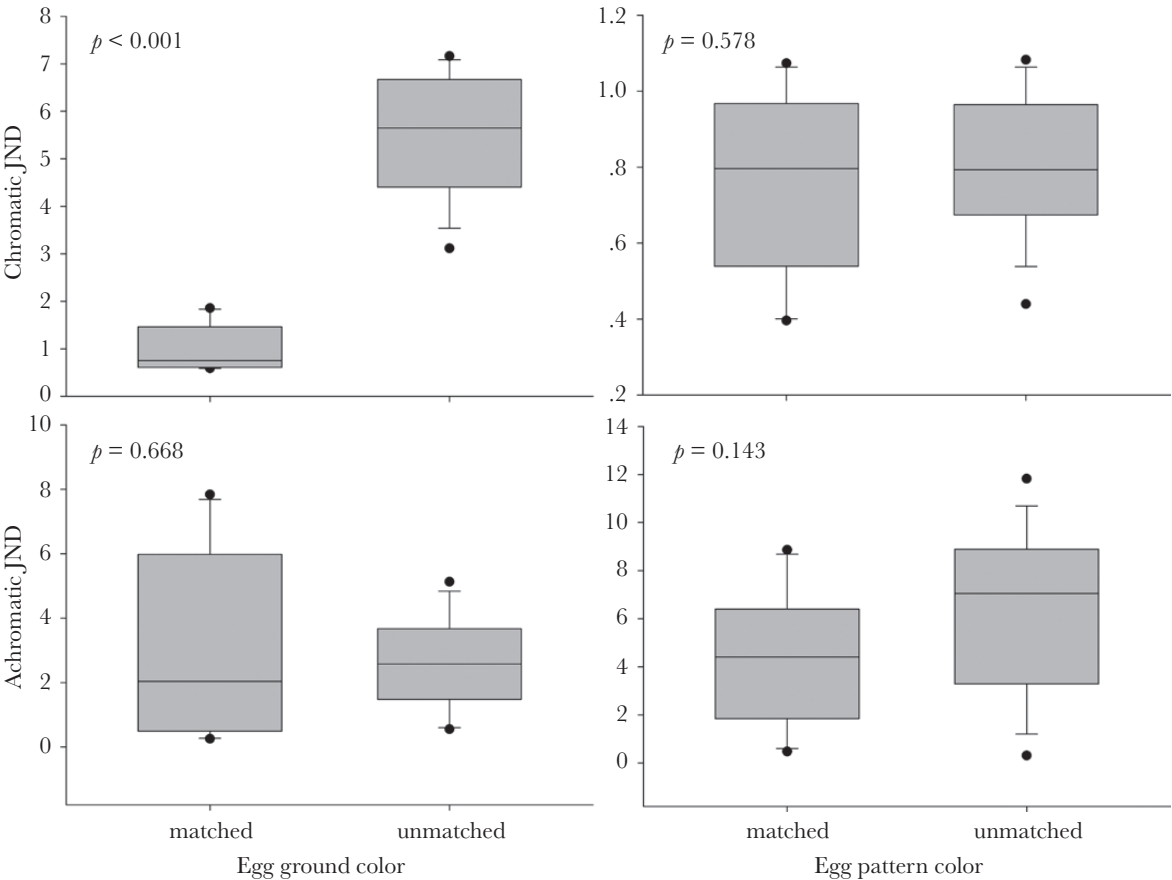 Chromatic JND
8
7
6
5
4
3
2
1
0
p < 0.001
1.2
1.0
.8
.6
.4
.2
p = 0.578
Achromatic JND
10
8
6
4
2
0
p = 0.668
matched
unmatched
Egg ground color
14
12
10
8
6
4
2
0
p = 0.143
matched
unmatched
Egg pattern color